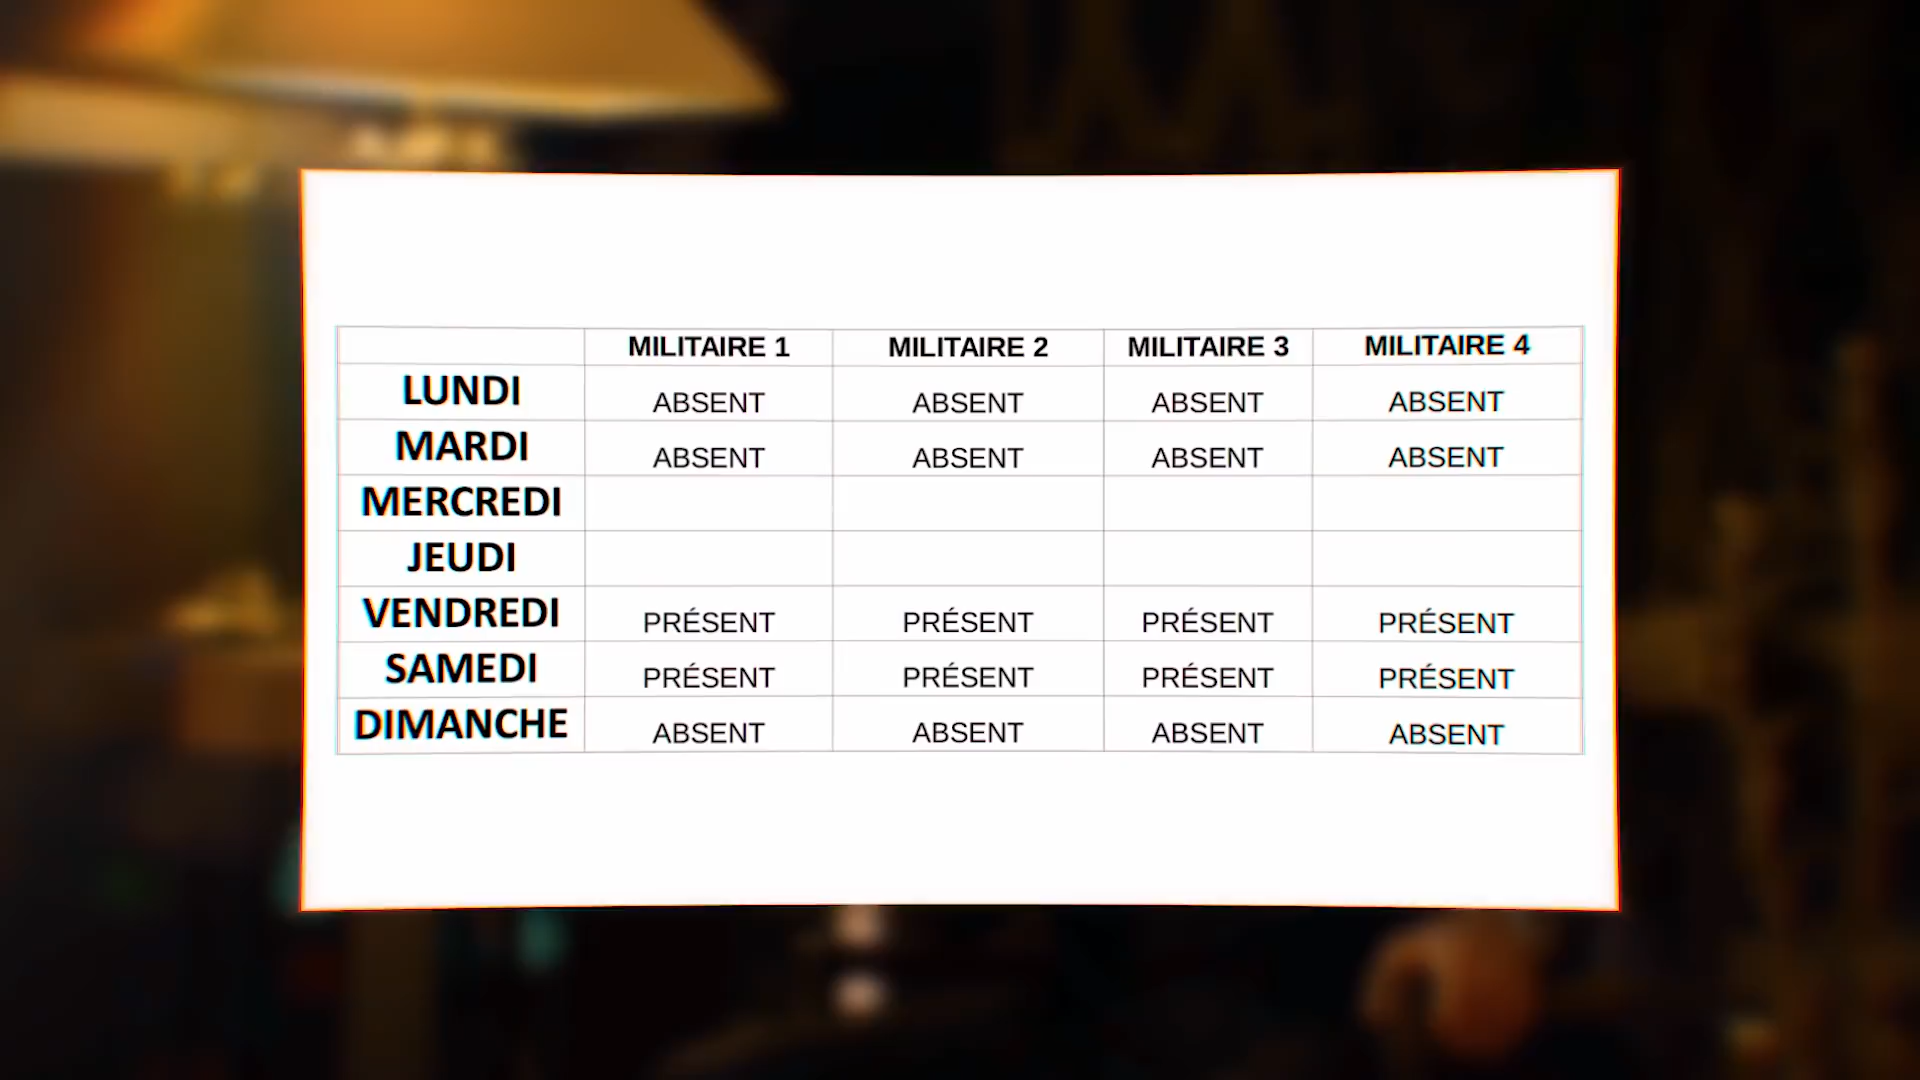 MILITAIRE 1 MILITAIRE 2 MILITAIRE 3 MILITAIRE 4
LUNDI ABSENT ABSENT ABSENT ABSENT
MARDI ABSENT ABSENT ABSENT ABSENT
MERCREDI
JEUDI
VENDREDI PRÉSENT PRÉSENT PRÉSENT PRÉSENT
SAMEDI PRÉSENT PRÉSENT PRÉSENT PRÉSENT
DIMANCHE ABSENT ABSENT ABSENT ABSENT